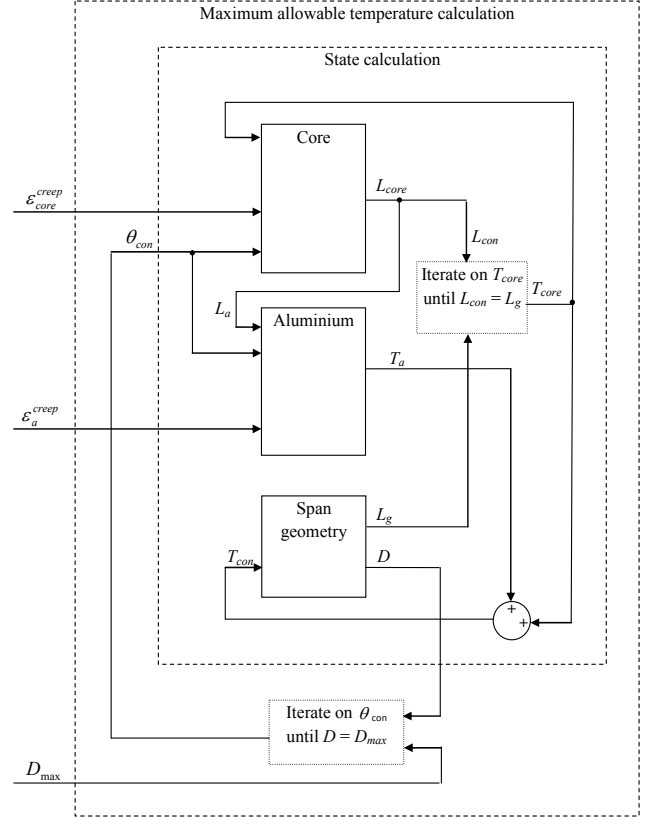 Maximum allowable temperature calculation
State calculation
Core
L_core
ε_core^creep
L_con
θ_con
Iterate on T_core
until L_con = L_g
T_core
L_a
Aluminium
T_a
ε_a^creep
Span
geometry
L_g
T_con
D
+
+
Iterate on θ_con
until D = D_max
D_max